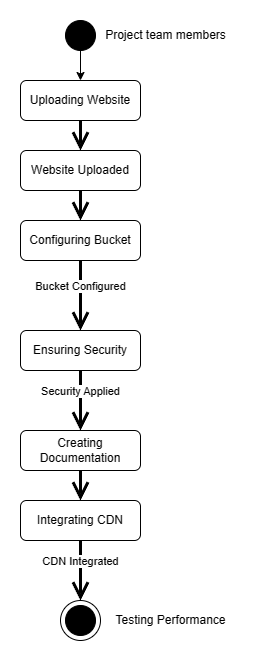 Project team members
Uploading Website
Website Uploaded
Configuring Bucket
Bucket Configured
Ensuring Security
Security Applied
Creating
Documentation
Integrating CDN
CDN Integrated
Testing Performance